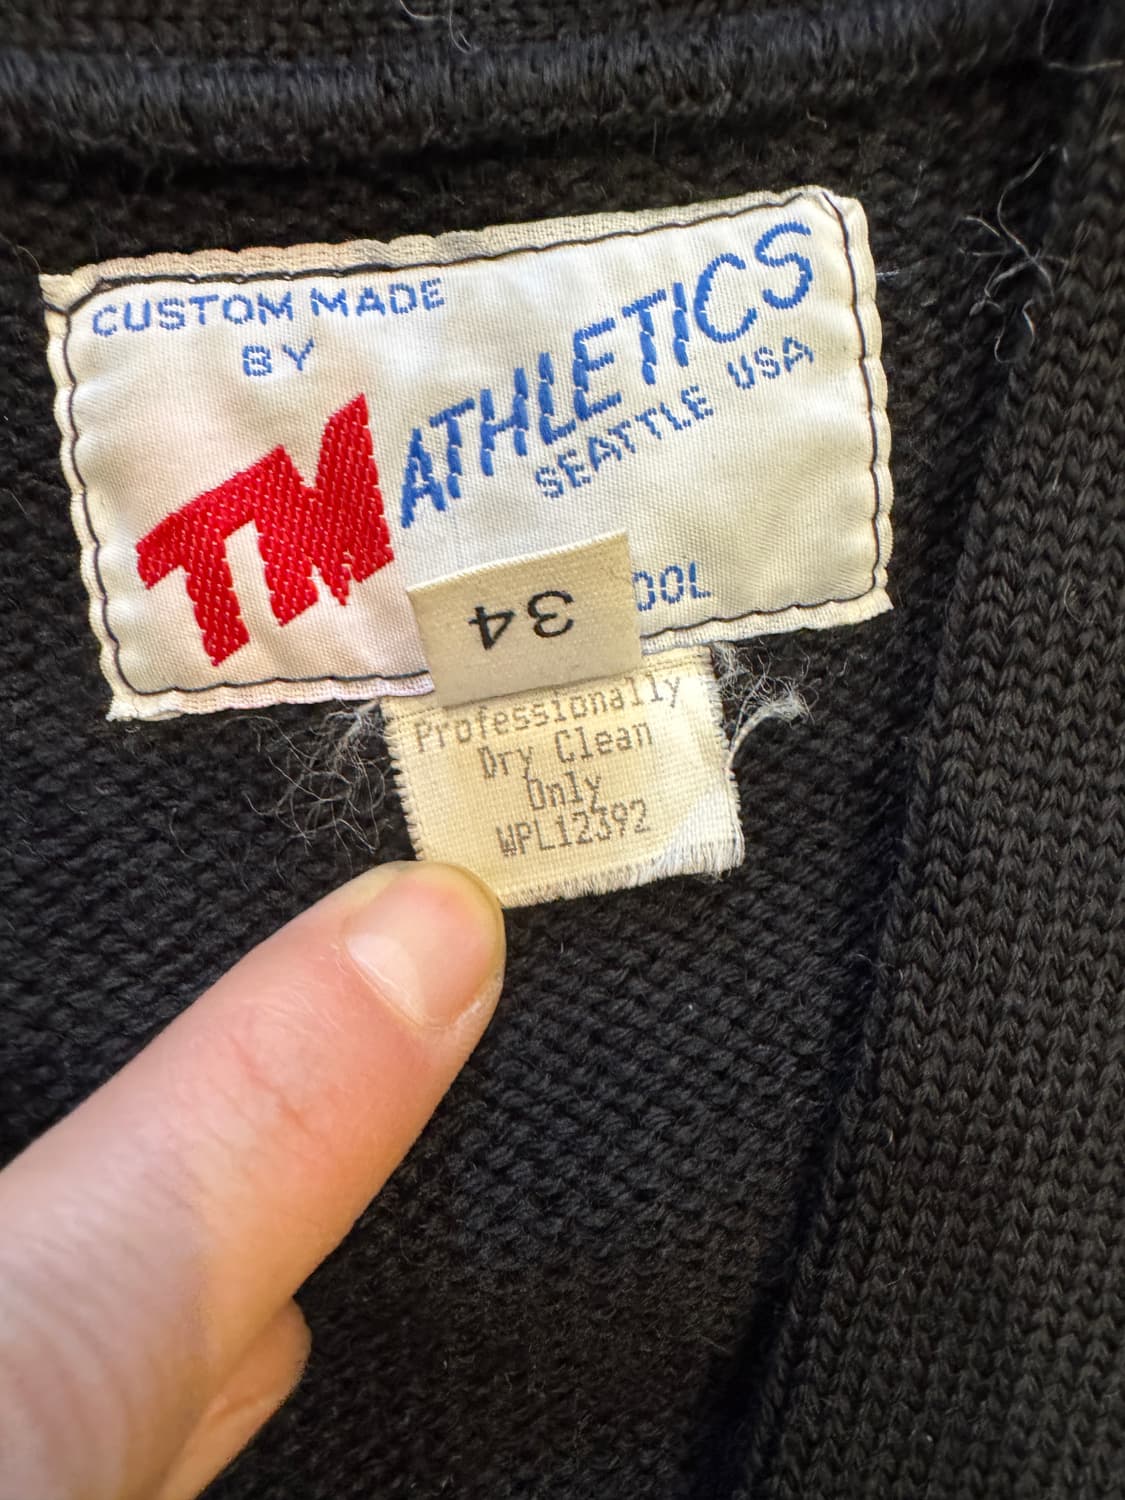 CUSTOM MADE
BY
TM ATHLETICS
SEATTLE USA
34
Professionally
Dry Clean
Only
WPL12392